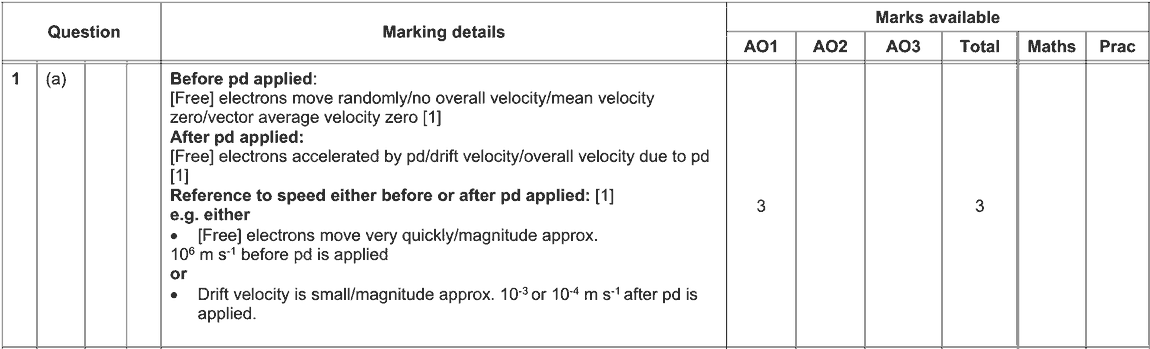 Question
Marking details
Marks available
AO1
AO2
AO3
Total
Maths
Prac
1
(a)
Before pd applied:
[Free] electrons move randomly/no overall velocity/mean velocity
zero/vector average velocity zero [1]
After pd applied:
[Free] electrons accelerated by pd/drift velocity/overall velocity due to pd
[1]
Reference to speed either before or after pd applied: [1]
e.g. either
• [Free] electrons move very quickly/magnitude approx.
10⁶ m s⁻¹ before pd is applied
or
• Drift velocity is small/magnitude approx. 10⁻³ or 10⁻⁴ m s⁻¹ after pd is
applied.
3
3